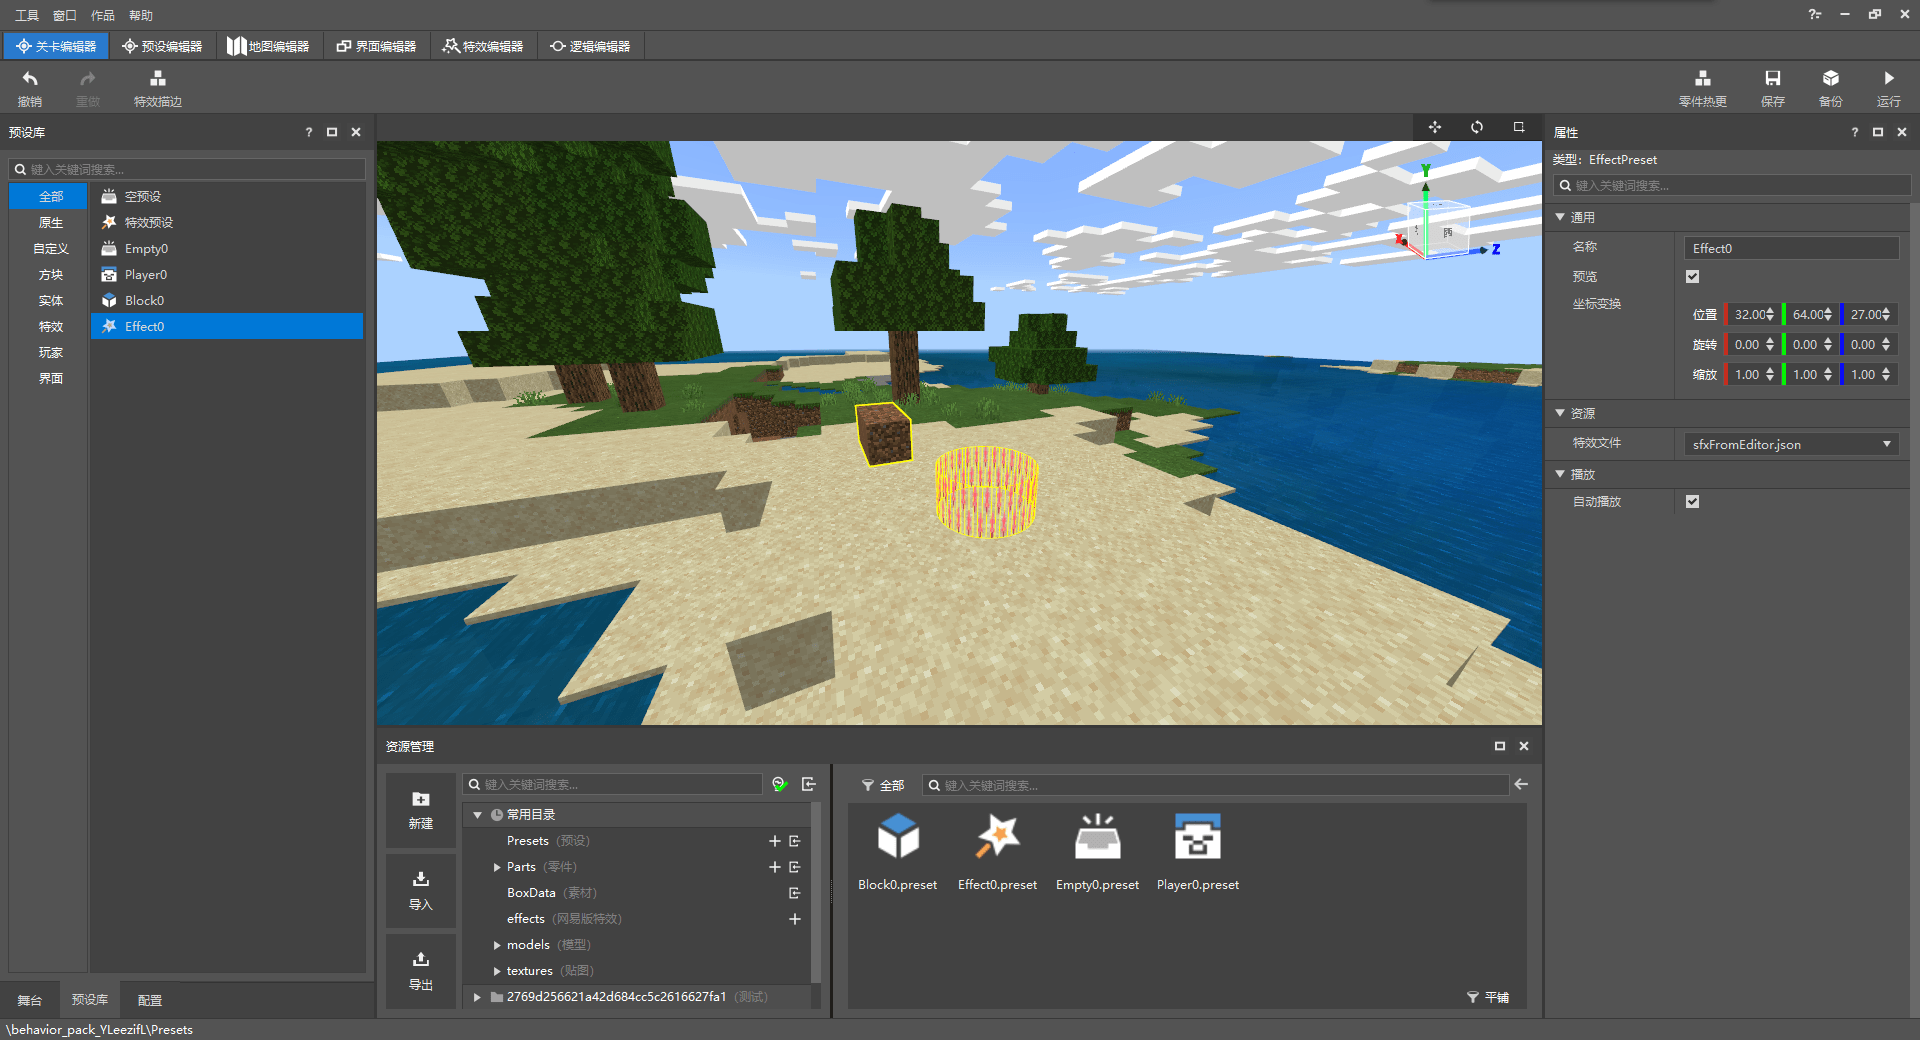 工具 窗口 作品 帮助
关卡编辑器 预设编辑器 地图编辑器 界面编辑器 特效编辑器 逻辑编辑器
撤销 重做 特效描边 零件热更 保存 备份 运行
预设库
键入关键词搜索...
全部
原生
自定义
方块
实体
特效
玩家
界面
空预设
特效预设
Empty0
Player0
Block0
Effect0
舞台 预设库 配置
\behavior_pack_YLeezifL\Presets
Y
X
Z
西
资源管理
新建
导入
导出
键入关键词搜索...
常用目录
Presets (预设)
Parts (零件)
BoxData (素材)
effects (网易版特效)
models (模型)
textures (贴图)
2769d256621a42d684cc5c2616627fa1 (测试)
全部 键入关键词搜索...
Block0.preset Effect0.preset Empty0.preset Player0.preset
平铺
属性
类型: EffectPreset
键入关键词搜索...
通用
名称 Effect0
预览
坐标变换
位置 32.00 64.00 27.00
旋转 0.00 0.00 0.00
缩放 1.00 1.00 1.00
资源
特效文件 sfxFromEditor.json
播放
自动播放